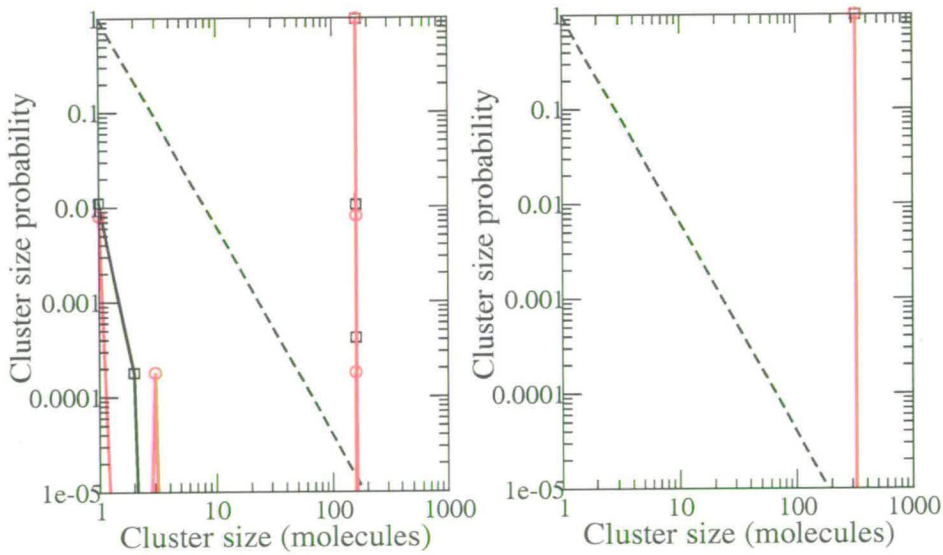 1
0.1
0.01
0.001
0.0001
1e-05
1 10 100 1000
Cluster size probability
Cluster size (molecules)
1
0.1
0.01
0.001
0.0001
1e-05
1 10 100 1000
Cluster size probability
Cluster size (molecules)